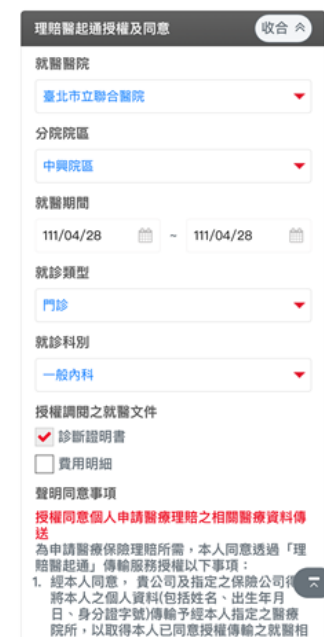 理賠醫起通授權及同意 收合
就醫醫院
臺北市立聯合醫院
分院院區
中興院區
就醫期間
111/04/28 ~ 111/04/28
就診類型
門診
就診科別
一般內科
授權調閱之就醫文件
診斷證明書
費用明細
聲明同意事項
授權同意個人申請醫療理賠之相關醫療資料傳
送
為申請醫療保險理賠所需，本人同意透過「理
賠醫起通」傳輸服務授權以下事項：
1. 經本人同意， 貴公司及指定之保險公司得
將本人之個人資料(包括姓名、出生年月
日、身分證字號)傳輸予經本人指定之醫療
院所，以取得本人已同意授權傳輸之就醫相